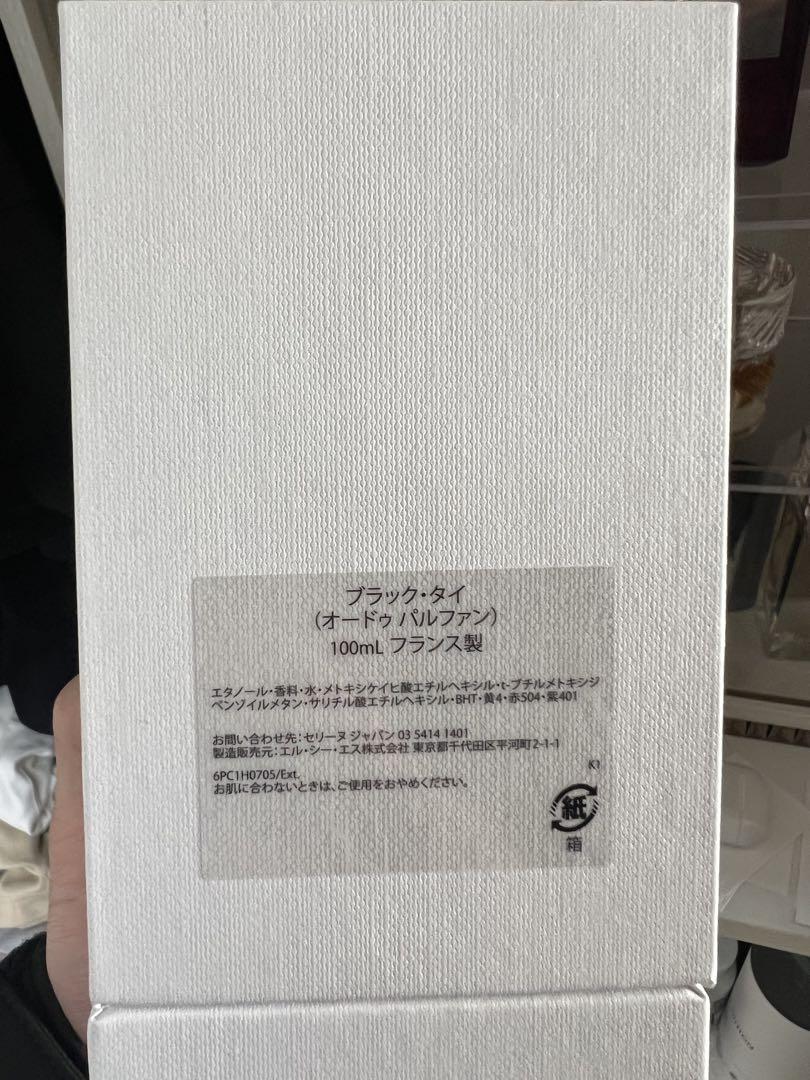 ブラック・タイ
（オードゥ パルファン）
100mL フランス製
エタノール・香料・水・メトキシケイヒ酸エチルヘキシル・t-ブチルメトキシジ
ベンゾイルメタン・サリチル酸エチルヘキシル・BHT・黄4・赤504・紫401
お問い合わせ先：セリーヌ ジャパン 03 5414 1401
製造販売元：エル・シー・エス株式会社 東京都千代田区平河町2-1-1
K1
6PC1H0705/Ext.
お肌に合わないときは、ご使用をおやめください。
紙
箱